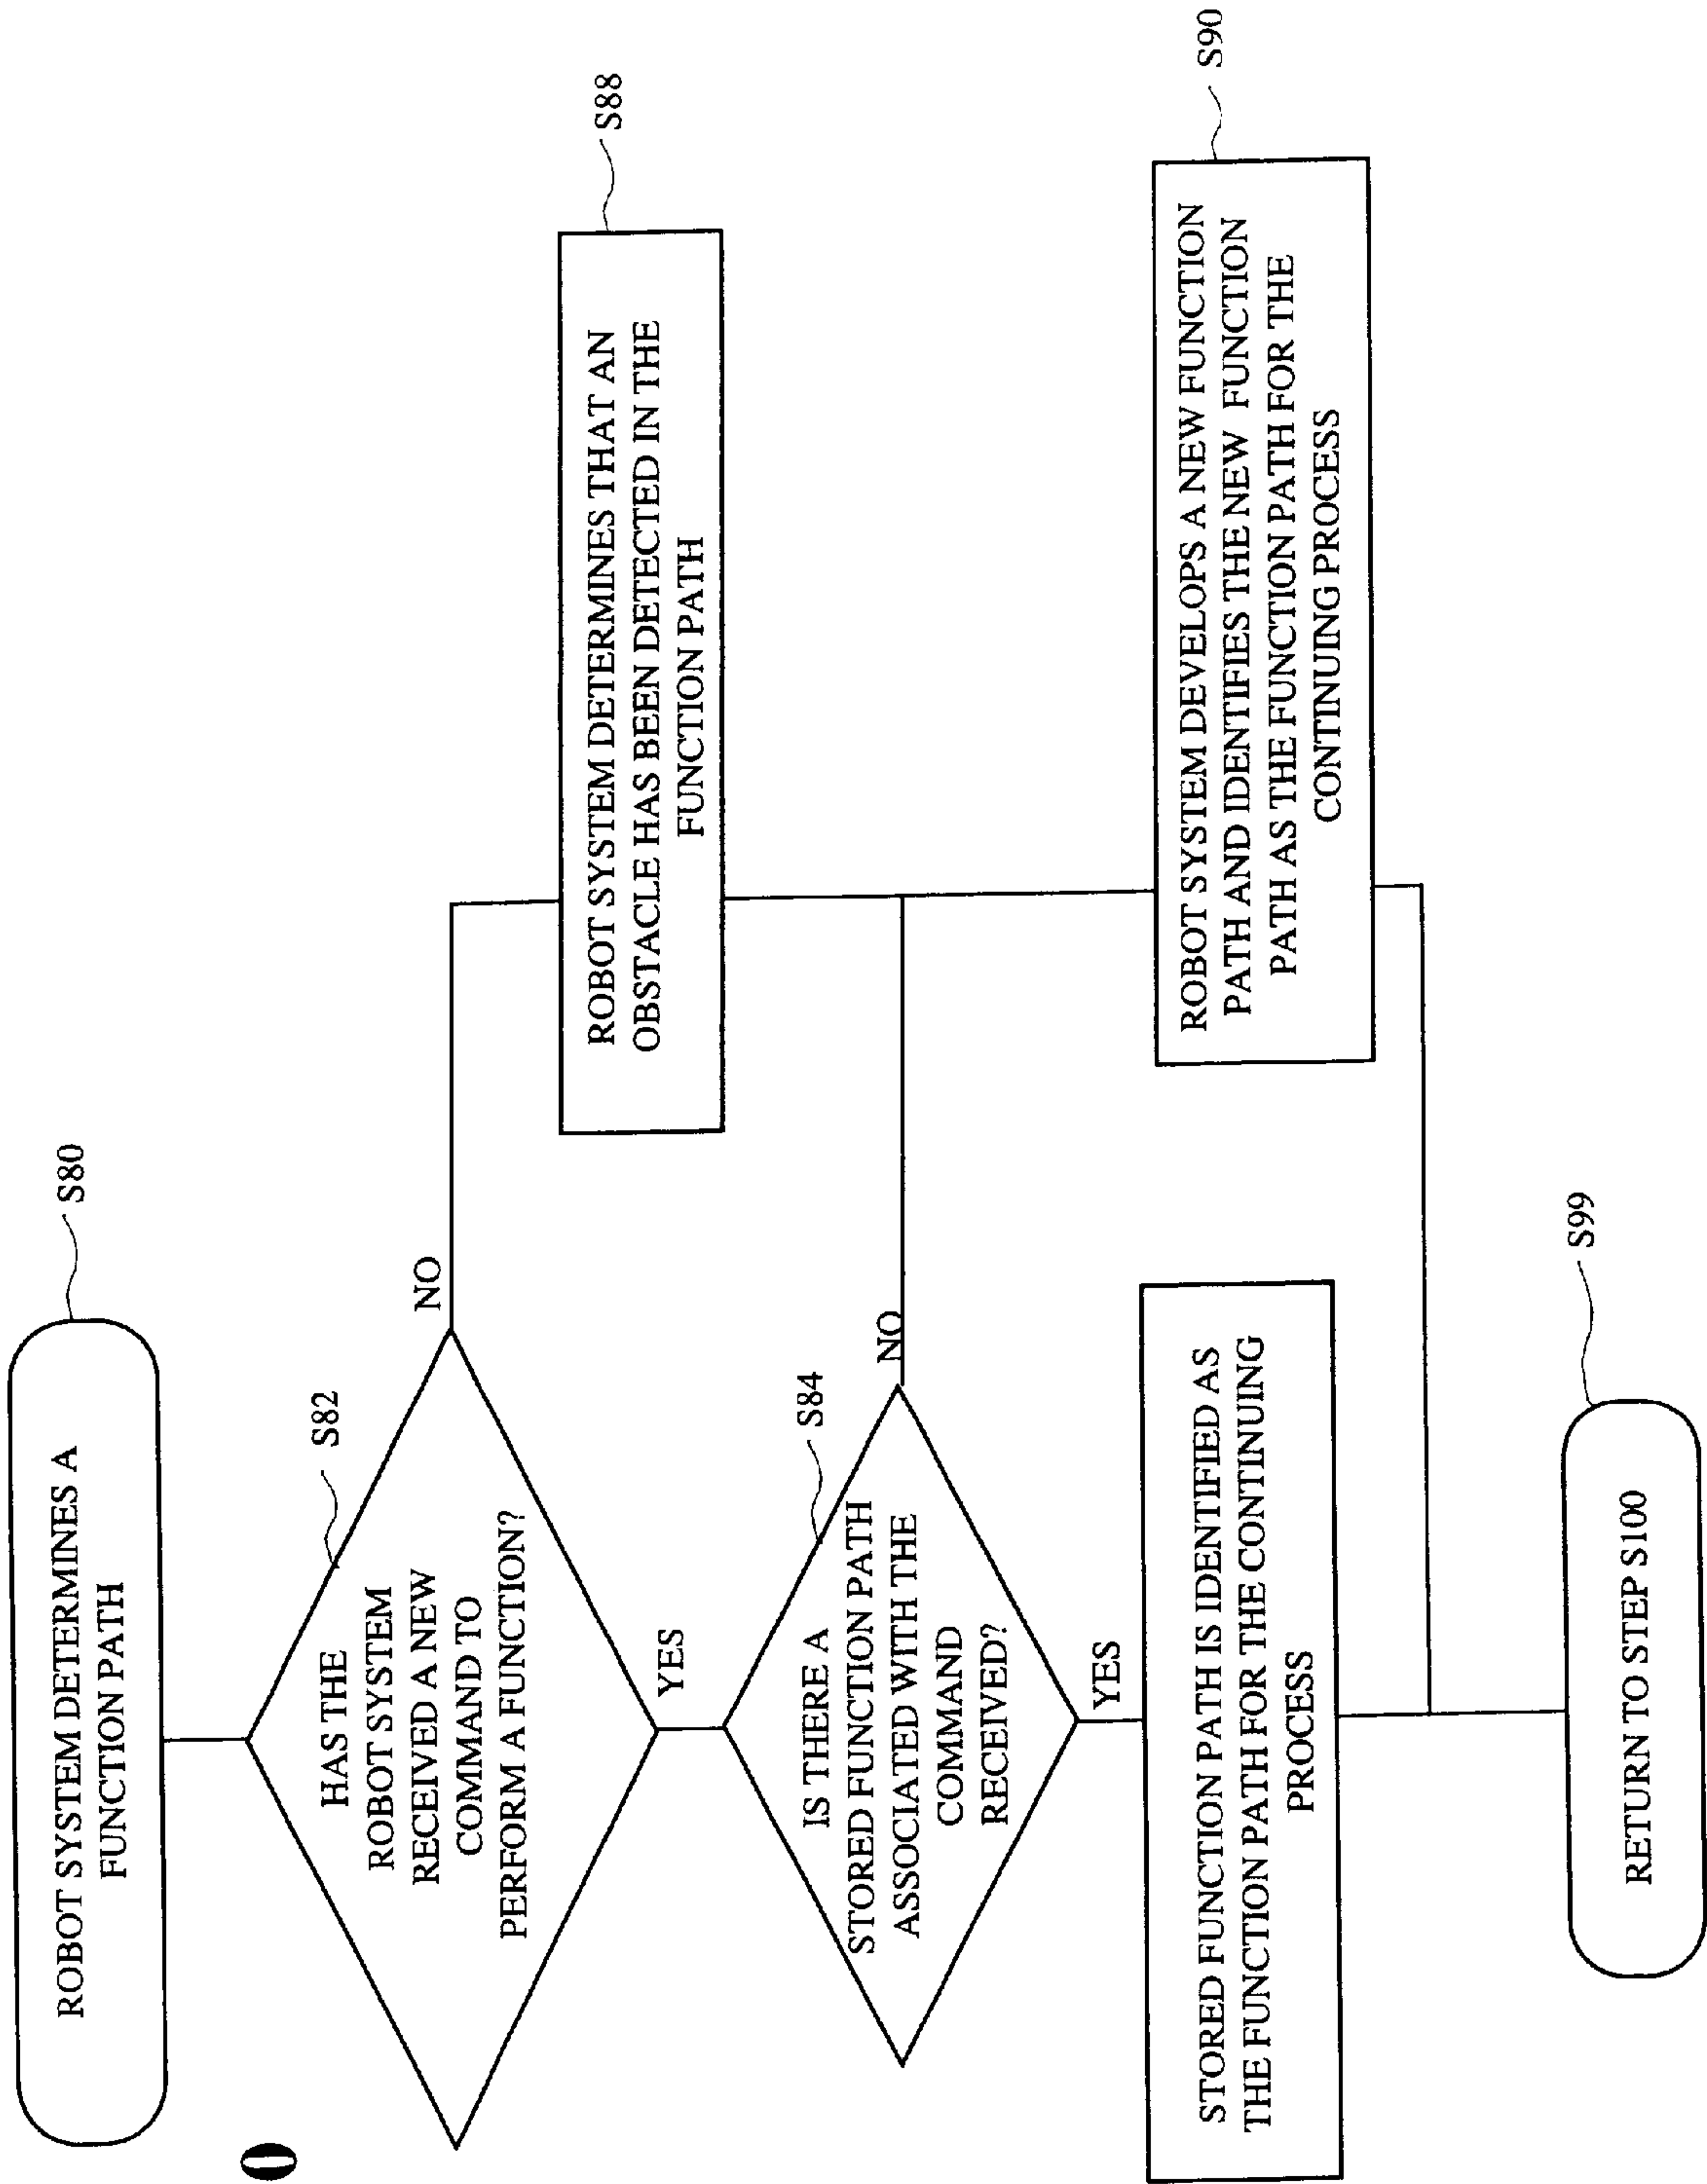 ROBOT SYSTEM DETERMINES A
FUNCTION PATH
S80
HAS THE
ROBOT SYSTEM
RECEIVED A NEW
COMMAND TO
PERFORM A FUNCTION?
S82
NO
YES
ROBOT SYSTEM DETERMINES THAT AN
OBSTACLE HAS BEEN DETECTED IN THE
FUNCTION PATH
S88
IS THERE A
STORED FUNCTION PATH
ASSOCIATED WITH THE
COMMAND
RECEIVED?
S84
NO
YES
STORED FUNCTION PATH IS IDENTIFIED AS
THE FUNCTION PATH FOR THE CONTINUING
PROCESS
ROBOT SYSTEM DEVELOPS A NEW FUNCTION
PATH AND IDENTIFIES THE NEW FUNCTION
PATH AS THE FUNCTION PATH FOR THE
CONTINUING PROCESS
S90
RETURN TO STEP S100
S99